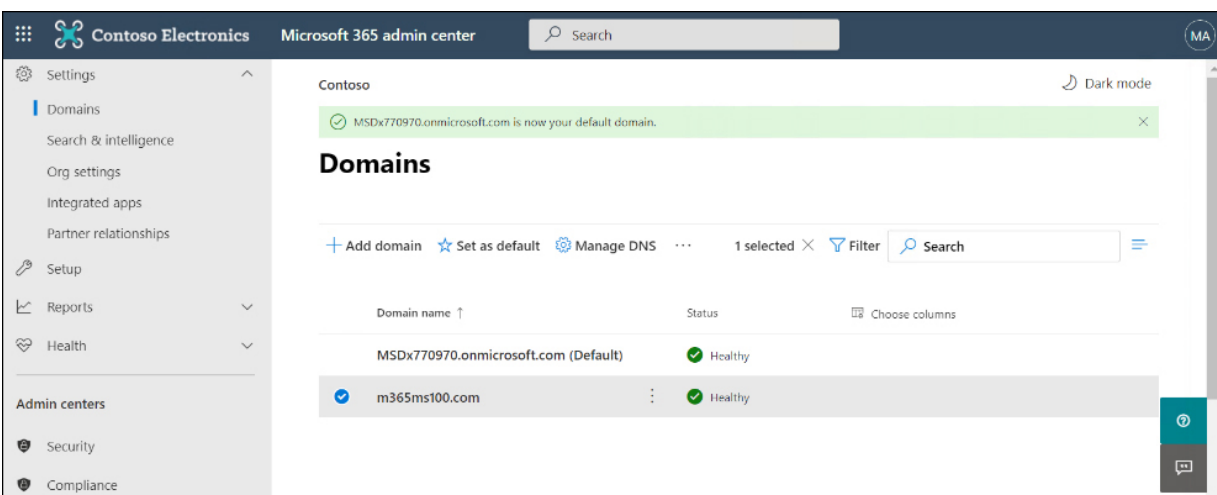 Contoso Electronics Microsoft 365 admin center Search MA
Settings
Domains
Search & intelligence
Org settings
Integrated apps
Partner relationships
Setup
Reports
Health
Admin centers
Security
Compliance
Contoso Dark mode
MSDx770970.onmicrosoft.com is now your default domain.
Domains
Add domain Set as default Manage DNS ... 1 selected Filter Search
Domain name ↑ Status Choose columns
MSDx770970.onmicrosoft.com (Default) Healthy
m365ms100.com Healthy